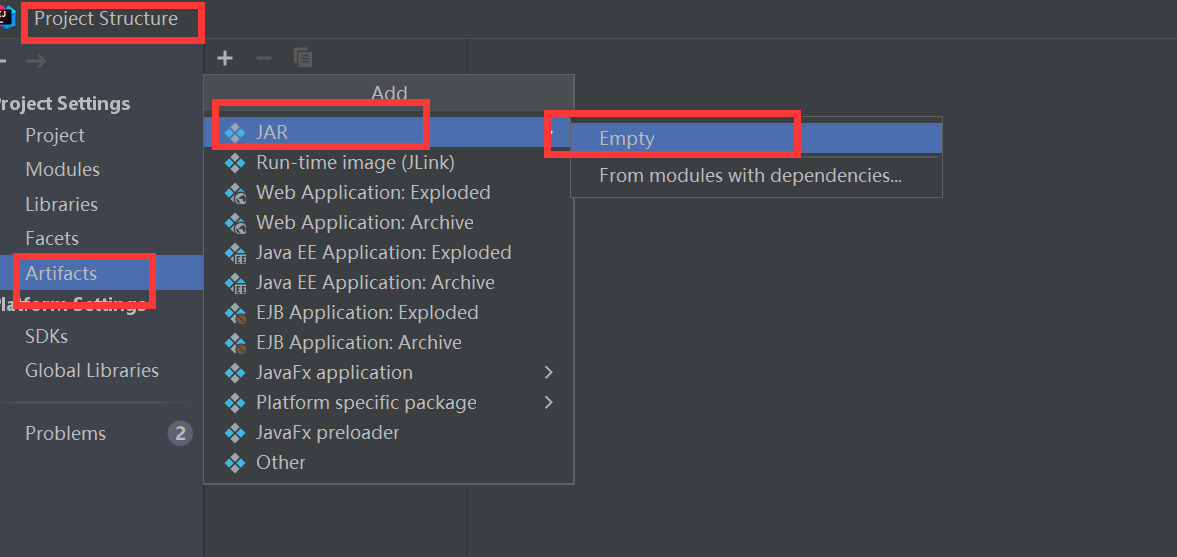 Project Structure
Project Settings
Project
Modules
Libraries
Facets
Artifacts
Platform Settings
SDKs
Global Libraries
Problems 2
Add
JAR
Run-time image (JLink)
Web Application: Exploded
Web Application: Archive
Java EE Application: Exploded
Java EE Application: Archive
EJB Application: Exploded
EJB Application: Archive
JavaFx application
Platform specific package
JavaFx preloader
Other
Empty
From modules with dependencies...